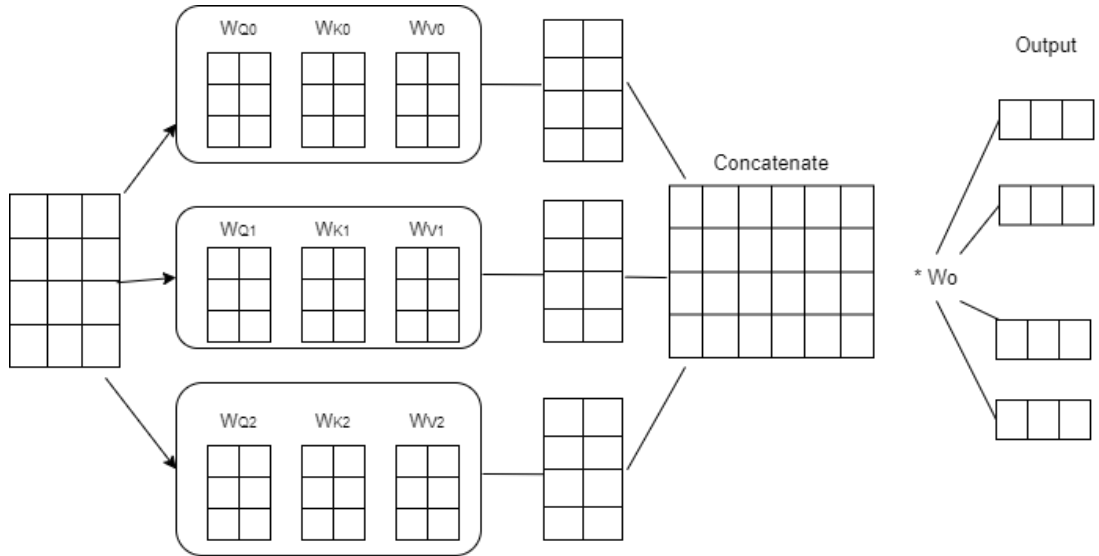 WQ0 WK0 WV0
Output
Concatenate
WQ1 WK1 WV1
* Wo
WQ2 WK2 WV2